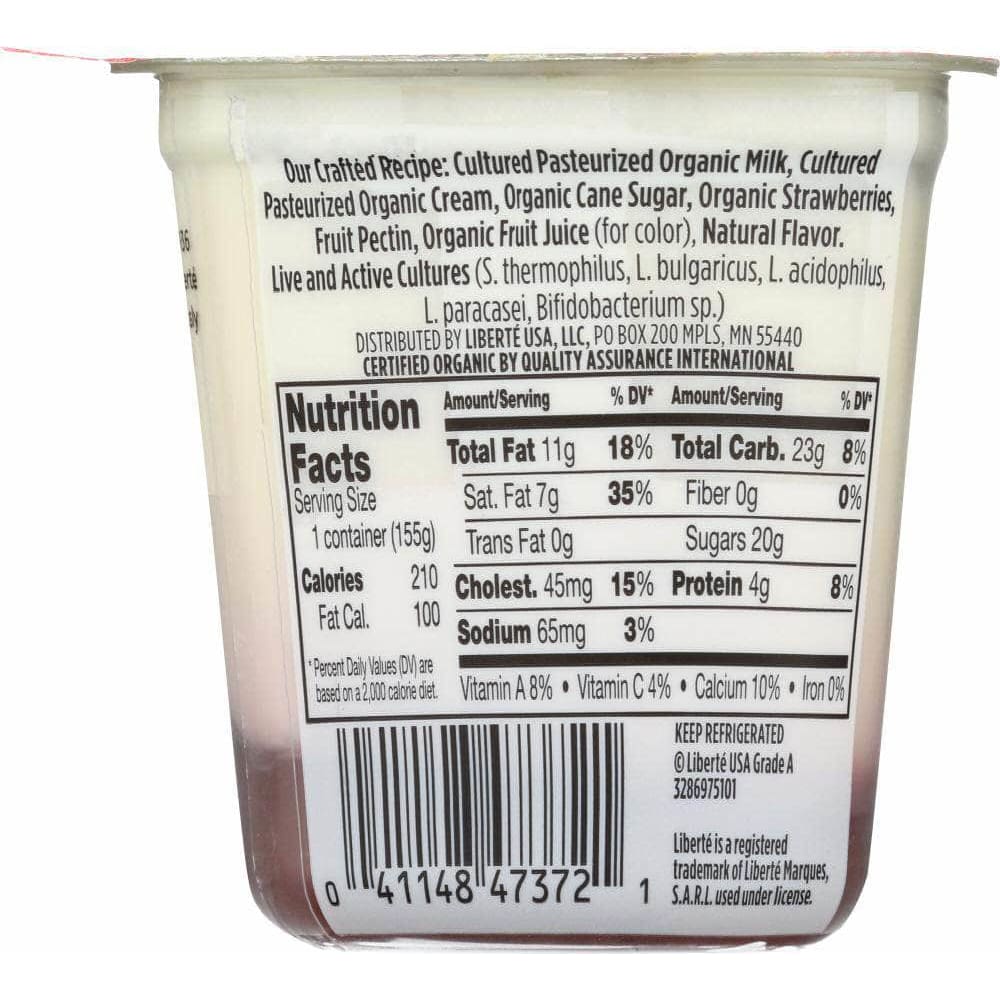 Our Crafted Recipe: Cultured Pasteurized Organic Milk, Cultured
Pasteurized Organic Cream, Organic Cane Sugar, Organic Strawberries,
Fruit Pectin, Organic Fruit Juice (for color), Natural Flavor.
Live and Active Cultures (S. thermophilus, L. bulgaricus, L. acidophilus,
L. paracasei, Bifidobacterium sp.)
DISTRIBUTED BY LIBERTÉ USA, LLC, PO BOX 200 MPLS, MN 55440
CERTIFIED ORGANIC BY QUALITY ASSURANCE INTERNATIONAL
Nutrition
Facts
Serving Size
1 container (155g)
Calories 210
Fat Cal. 100
*Percent Daily Values (DV) are
based on a 2,000 calorie diet.
Amount/Serving % DV* Amount/Serving % DV*
Total Fat 11g 18% Total Carb. 23g 8%
Sat. Fat 7g 35% Fiber 0g 0%
Trans Fat 0g Sugars 20g
Cholest. 45mg 15% Protein 4g 8%
Sodium 65mg 3%
Vitamin A 8% • Vitamin C 4% • Calcium 10% • Iron 0%
KEEP REFRIGERATED
© Liberté USA Grade A
3286975101
Liberté is a registered
trademark of Liberté Marques,
S.A.R.L. used under license.
0 41148 47372 1